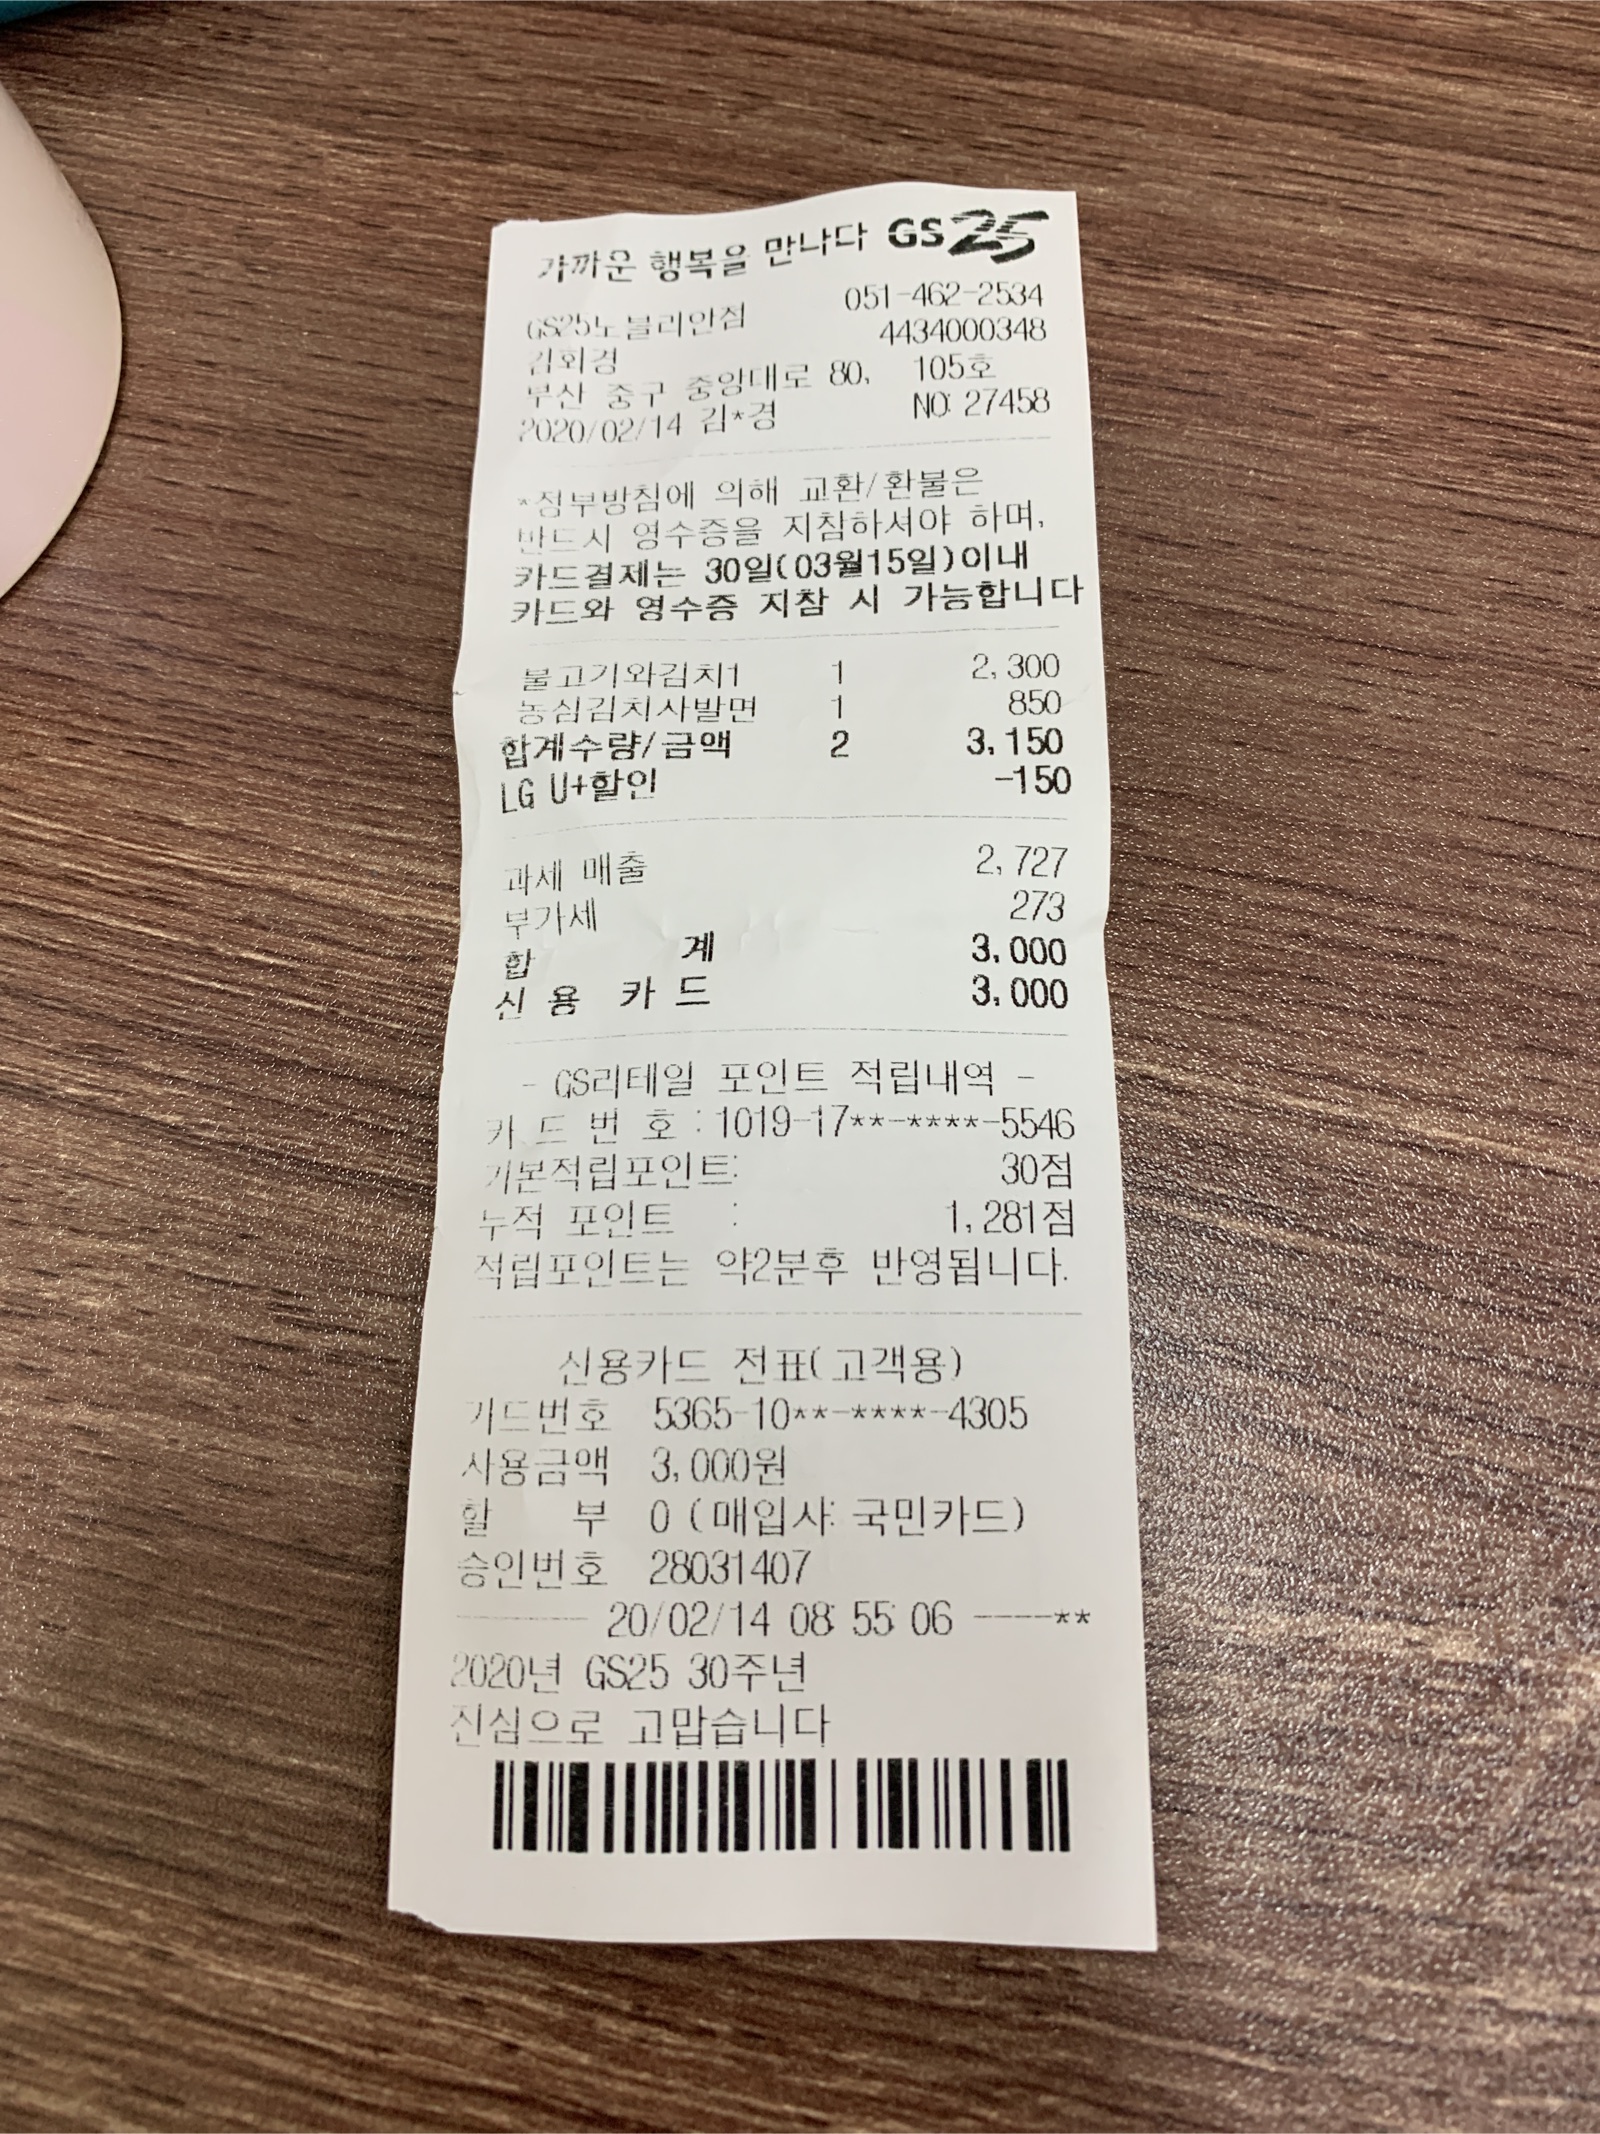 가까운 행복을 만나다 GS25
GS25노블리안점 051-462-2534
김회경 4434000348
부산 중구 중앙대로 80, 105호
2020/02/14 김*경 NO: 27458
*정부방침에 의해 교환/환불은
반드시 영수증을 지참하셔야 하며,
카드결제는 30일(03월15일)이내
카드와 영수증 지참 시 가능합니다
불고기와김치1 1 2,300
농심김치사발면 1 850
합계수량/금액 2 3,150
LG U+할인 -150
과세 매출 2,727
부가세 273
합 계 3,000
신 용 카 드 3,000
- GS리테일 포인트 적립내역 -
카 드 번 호 : 1019-17**-****-5546
기본적립포인트: 30점
누적 포인트 : 1,281점
적립포인트는 약2분후 반영됩니다.
신용카드 전표(고객용)
카드번호 5365-10**-****-4305
사용금액 3,000원
할 부 0 (매입사: 국민카드)
승인번호 28031407
20/02/14 08:55:06 ----**
2020년 GS25 30주년
진심으로 고맙습니다